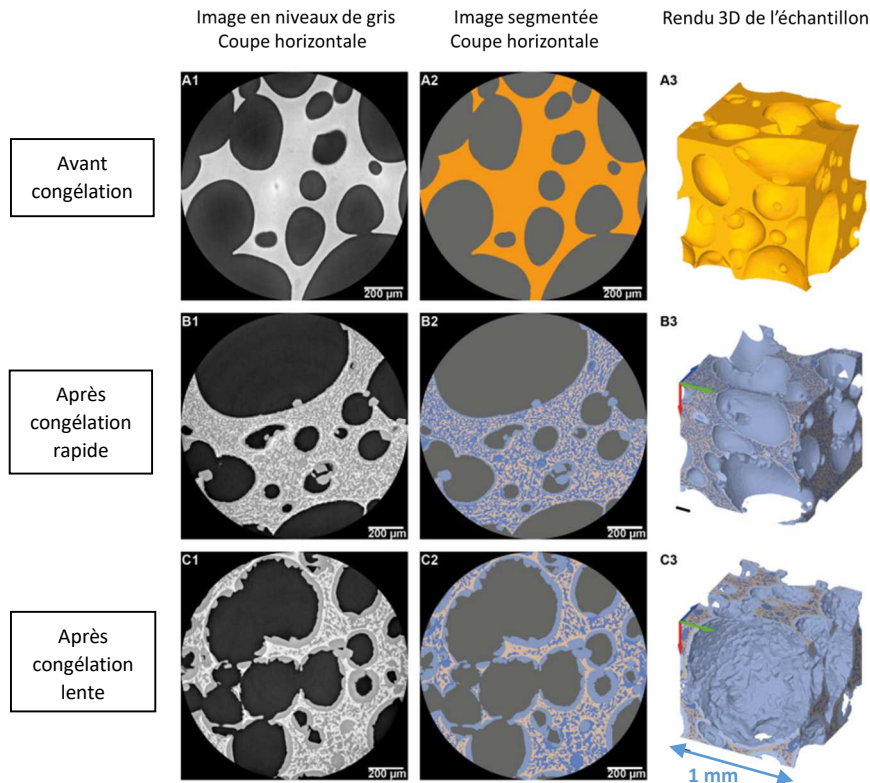 Image en niveaux de gris
Coupe horizontale
Image segmentée
Coupe horizontale
Rendu 3D de l’échantillon
Avant
congélation
A1
200 µm
A2
200 µm
A3
Après
congélation
rapide
B1
200 µm
B2
200 µm
B3
Après
congélation
lente
C1
200 µm
C2
200 µm
C3
1 mm